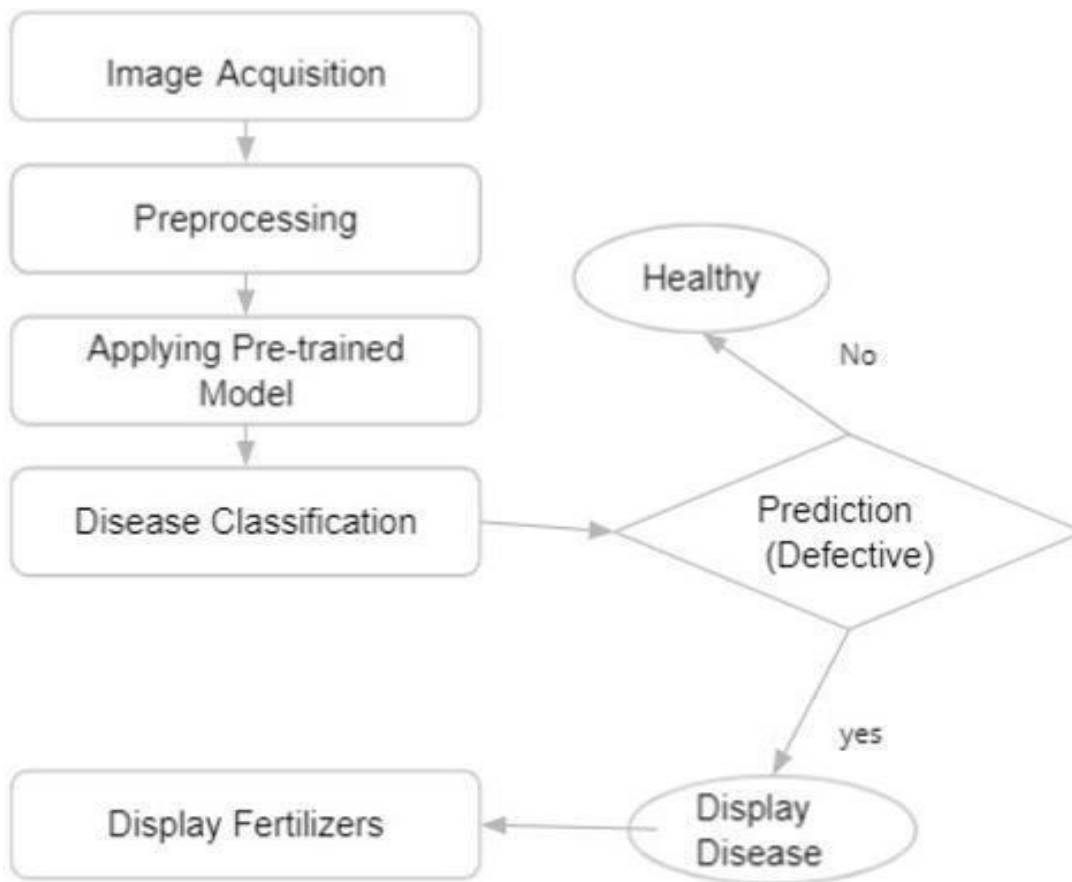 Image Acquisition
Preprocessing
Applying Pre-trained
Model
Disease Classification
Healthy
No
Prediction
(Defective)
yes
Display
Disease
Display Fertilizers